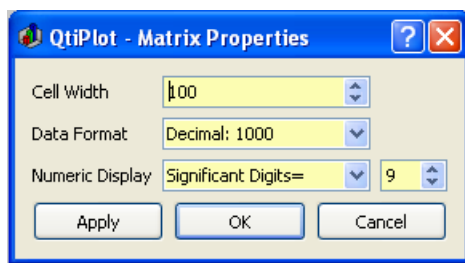 QtiPlot - Matrix Properties
Cell Width 100
Data Format Decimal: 1000
Numeric Display Significant Digits= 9
Apply OK Cancel